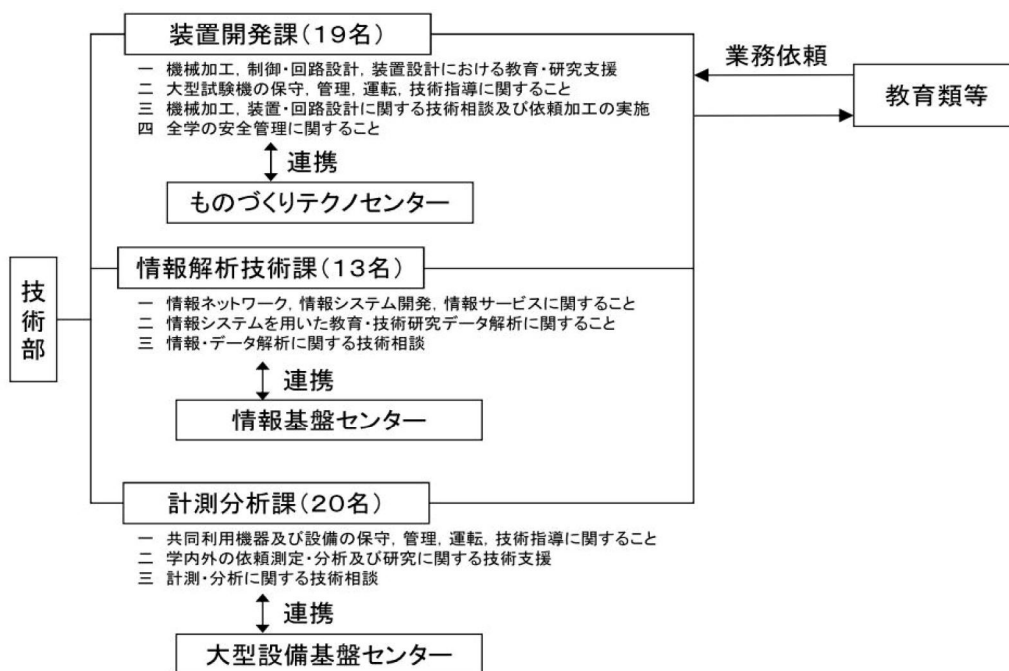 装置開発課(19名)
一 機械加工, 制御・回路設計, 装置設計における教育・研究支援
二 大型試験機の保守, 管理, 運転, 技術指導に関すること
三 機械加工, 装置・回路設計に関する技術相談及び依頼加工の実施
四 全学の安全管理に関すること
連携
ものづくりテクノセンター
業務依頼
教育類等
技術部
情報解析技術課(13名)
一 情報ネットワーク, 情報システム開発, 情報サービスに関すること
二 情報システムを用いた教育・技術研究データ解析に関すること
三 情報・データ解析に関する技術相談
連携
情報基盤センター
計測分析課(20名)
一 共同利用機器及び設備の保守, 管理, 運転, 技術指導に関すること
二 学内外の依頼測定・分析及び研究に関する技術支援
三 計測・分析に関する技術相談
連携
大型設備基盤センター